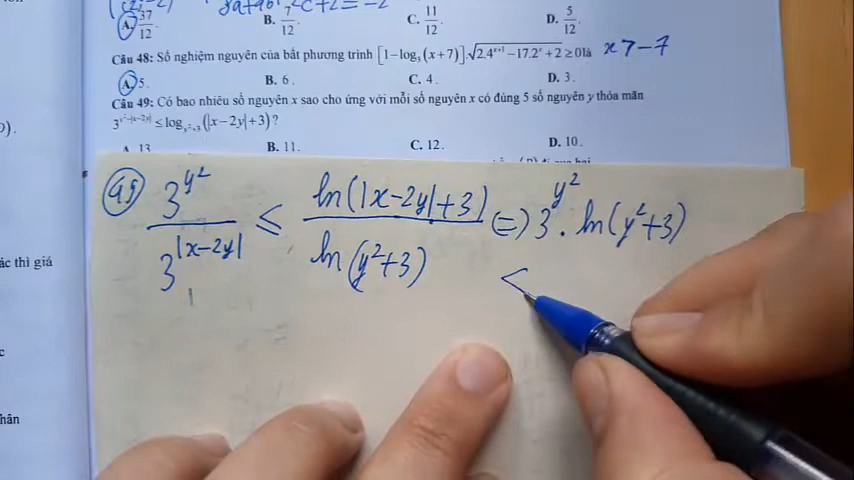 A. 37/12. B. 7/12. C. 11/12. D. 5/12.
Câu 48: Số nghiệm nguyên của bất phương trình [1−log₃(x+7)].√(2.4ˣ⁺¹−17.2ˣ+2) ≥ 0 là x > −7
A. 5. B. 6. C. 4. D. 3.
Câu 49: Có bao nhiêu số nguyên x sao cho ứng với mỗi số nguyên x có đúng 5 số nguyên y thỏa mãn
3^(y²−|x−2y|) ≤ log_(y²+3)(|x−2y|+3)?
A. 13 B. 11. C. 12. D. 10.
49 3^(y²) / 3^|x−2y| ≤ ln(|x−2y|+3) / ln(y²+3) (=) 3^(y²) . ln(y²+3)
<
ác thì giá
hân